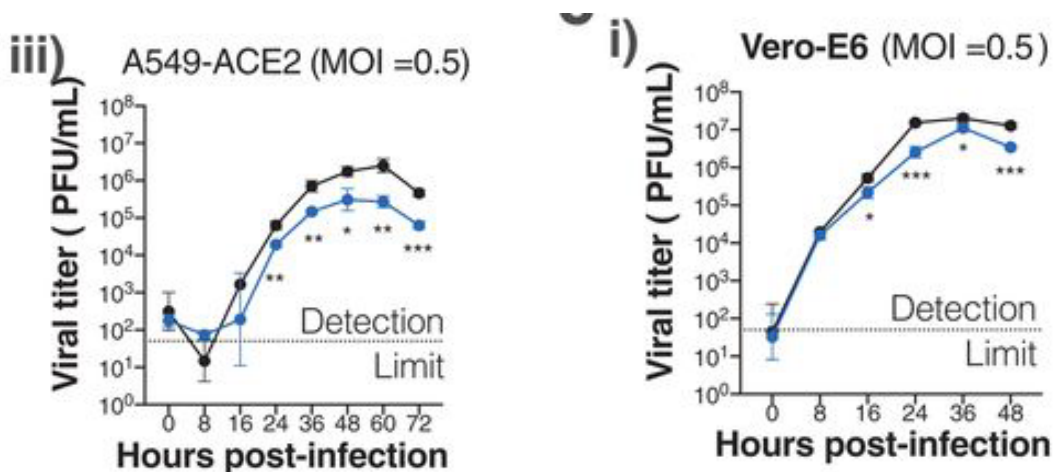 iii)
A549-ACE2 (MOI =0.5)
Viral titer ( PFU/mL)
10⁸
10⁷
10⁶
10⁵
10⁴
10³
10²
10¹
10⁰
**
**
*
**
***
Detection
Limit
0 8 16 24 36 48 60 72
Hours post-infection
i)
Vero-E6 (MOI =0.5)
Viral titer ( PFU/mL)
10⁸
10⁷
10⁶
10⁵
10⁴
10³
10²
10¹
10⁰
*
***
*
***
Detection
Limit
0 8 16 24 36 48
Hours post-infection